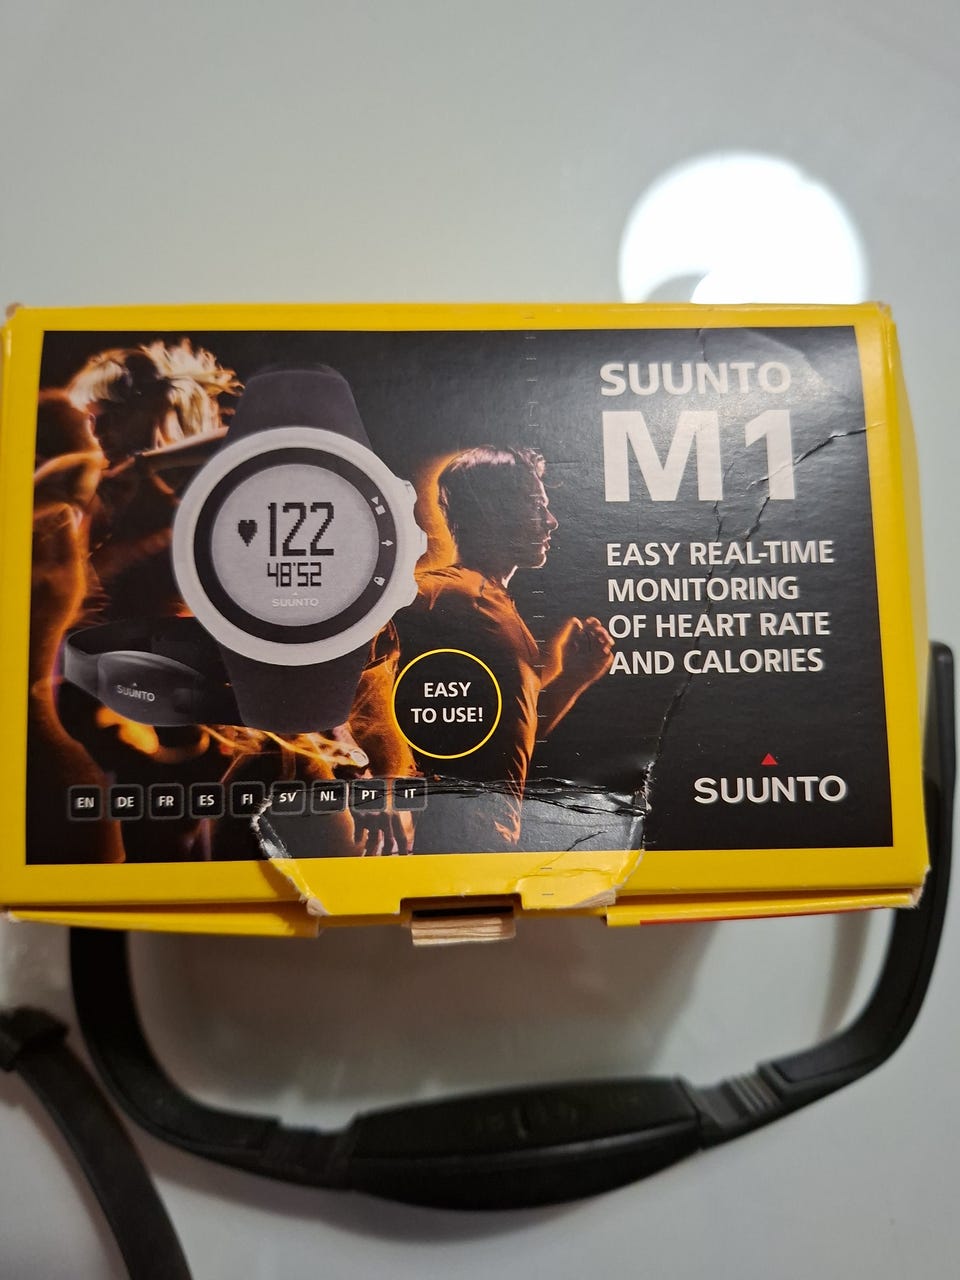 SUUNTO
M1
EASY REAL-TIME
MONITORING
OF HEART RATE
AND CALORIES
122
48'52
SUUNTO
SUUNTO
EASY
TO USE!
EN DE FR ES FI SV NL PT IT
SUUNTO